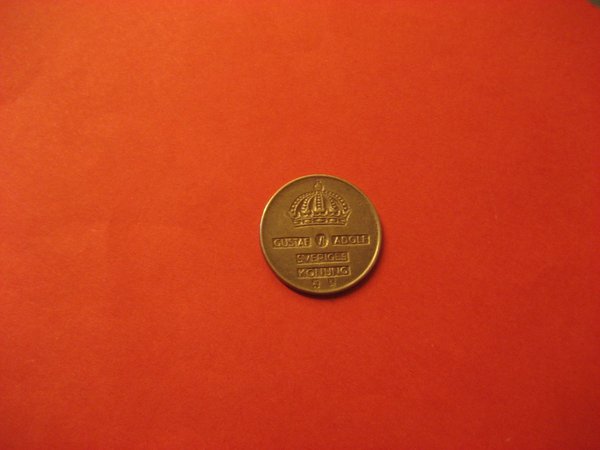 GUSTAF VI ADOLF
SVERIGES
KONUNG